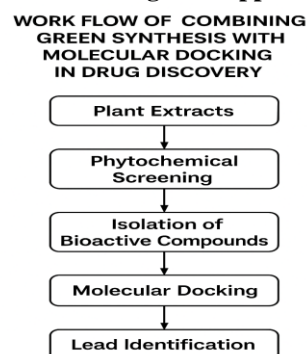 WORK FLOW OF COMBINING
GREEN SYNTHESIS WITH
MOLECULAR DOCKING
IN DRUG DISCOVERY
Plant Extracts
Phytochemical
Screening
Isolation of
Bioactive Compounds
Molecular Docking
Lead Identification